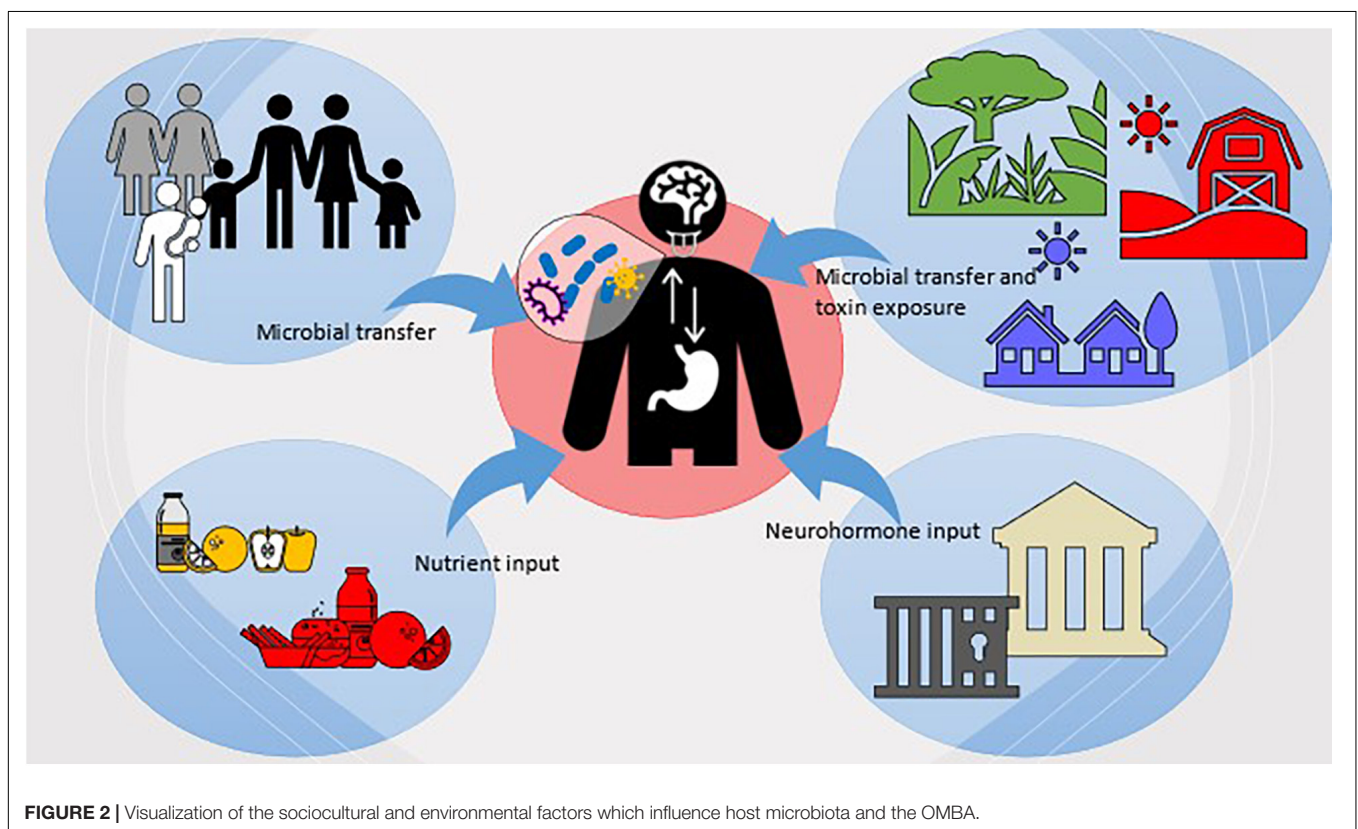 Microbial transfer and
toxin exposure
Microbial transfer
Neurohormone input
Nutrient input
FIGURE 2 | Visualization of the sociocultural and environmental factors which influence host microbiota and the OMBA.